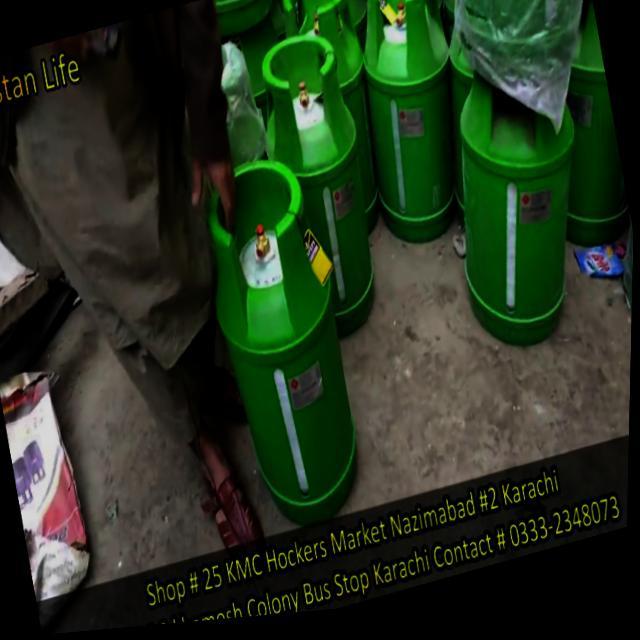 stan Life
Shop # 25 KMC Hockers Market Nazimabad #2 Karachi
Colony Bus Stop Karachi Contact # 0333-2348073